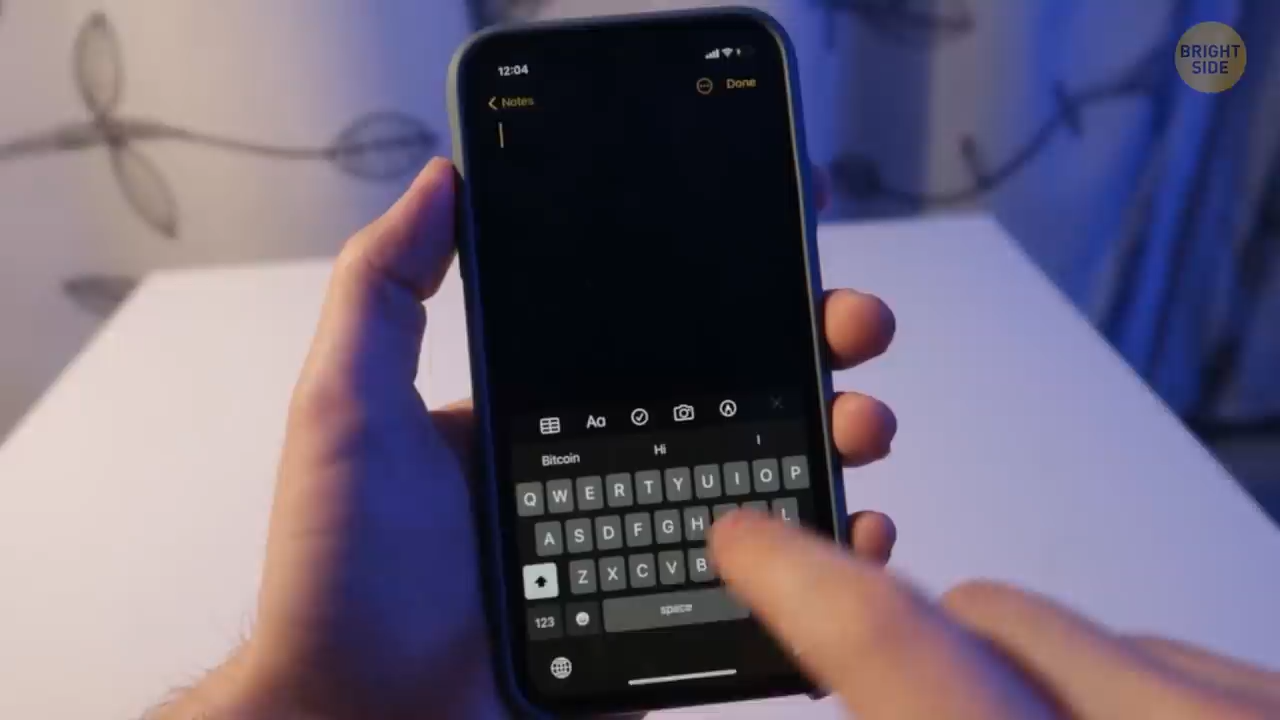 BRIGHT
SIDE
12:04
Notes
Done
Aa
Bitcoin
Hi
I
Q W E R T Y U I O P
A S D F G H L
Z X C V B
123
space